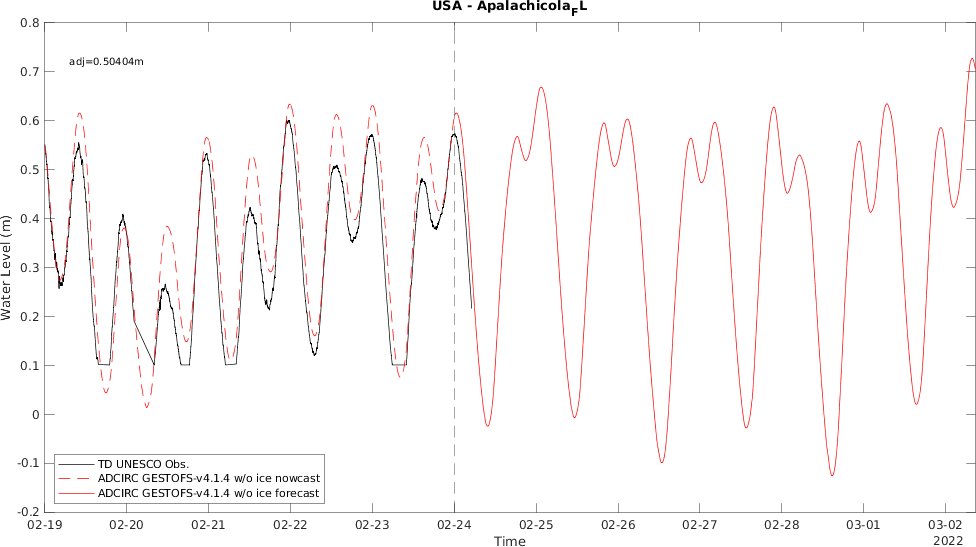 USA - Apalachicola_FL
adj=0.50404m
0.8
0.7
0.6
0.5
0.4
0.3
0.2
0.1
0
-0.1
-0.2
Water Level (m)
TD UNESCO Obs.
ADCIRC GESTOFS-v4.1.4 w/o ice nowcast
ADCIRC GESTOFS-v4.1.4 w/o ice forecast
02-19 02-20 02-21 02-22 02-23 02-24 02-25 02-26 02-27 02-28 03-01 03-02
Time 2022